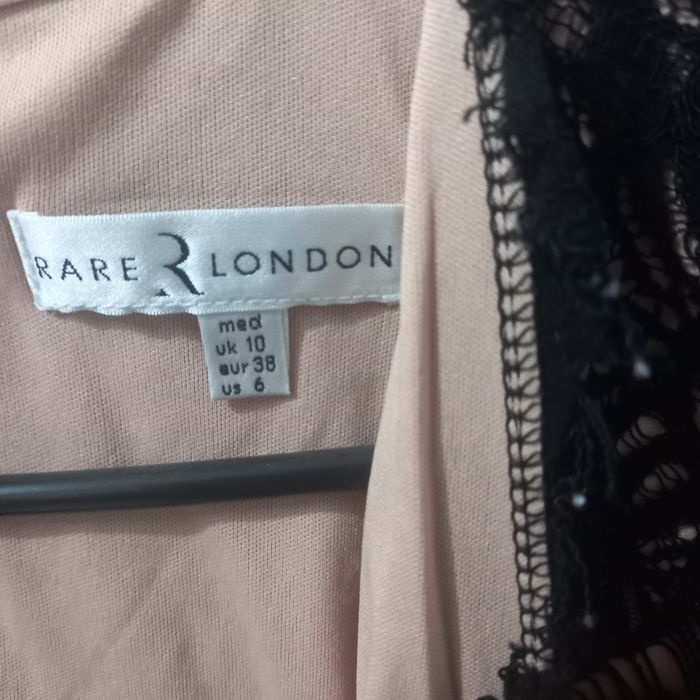 RARE R LONDON
med
uk 10
eur 38
us 6